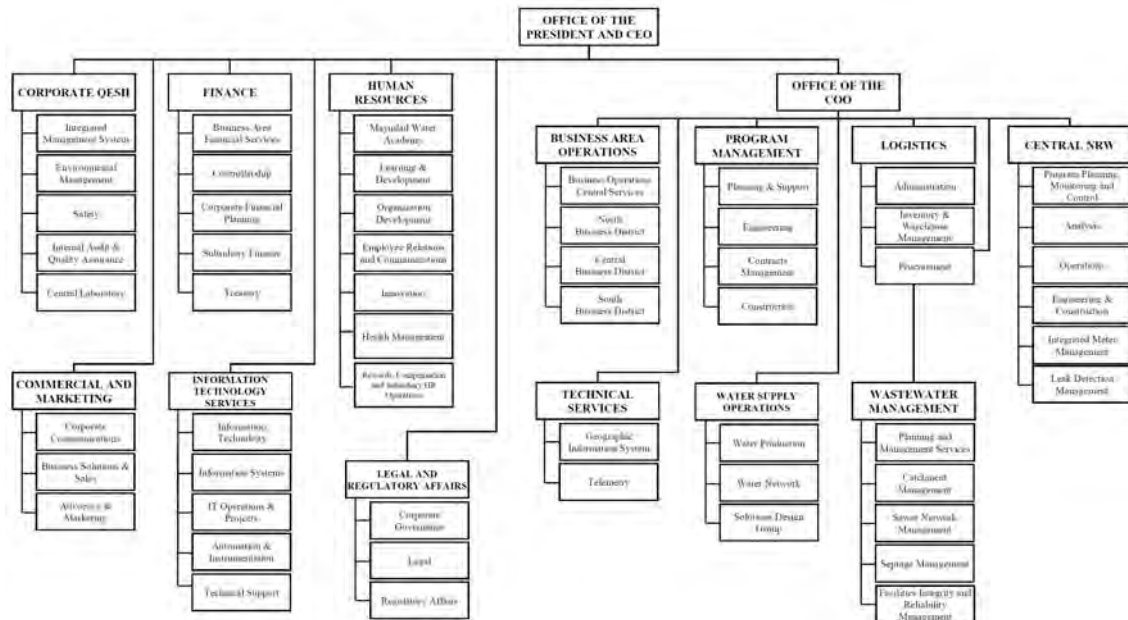 OFFICE OF THE
PRESIDENT AND CEO
CORPORATE QESH
Integrated
Management System
Environmental
Management
Safety
Internal Audit &
Quality Assurance
Central Laboratory
FINANCE
Business Area
Financial Services
Controllership
Corporate Financial
Planning
Subsidiary Finance
Treasury
HUMAN
RESOURCES
Maynilad Water
Academy
Learning &
Development
Organization
Development
Employee Relations
and Communications
Innovation
Health Management
Rewards, Compensation
and Subsidiary HR
Operations
OFFICE OF THE
COO
BUSINESS AREA
OPERATIONS
Business Operations
Central Services
North
Business District
Central
Business District
South
Business District
PROGRAM
MANAGEMENT
Planning & Support
Engineering
Contracts
Management
Construction
LOGISTICS
Administration
Inventory &
Warehouse
Management
Procurement
CENTRAL NRW
Program Planning,
Monitoring and
Control
Analysis
Operations
Engineering &
Construction
Integrated Meter
Management
Leak Detection
Management
COMMERCIAL AND
MARKETING
Corporate
Communications
Business Solutions &
Sales
Advocacy &
Marketing
INFORMATION
TECHNOLOGY
SERVICES
Information
Technology
Information Systems
IT Operations &
Projects
Automation &
Instrumentation
Technical Support
LEGAL AND
REGULATORY AFFAIRS
Corporate
Governance
Legal
Regulatory Affairs
TECHNICAL
SERVICES
Geographic
Information System
Telemetry
WATER SUPPLY
OPERATIONS
Water Production
Water Network
Solutions Design
Group
WASTEWATER
MANAGEMENT
Planning and
Management Services
Catchment
Management
Sewer Network
Management
Septage Management
Facilities Integrity and
Reliability
Management